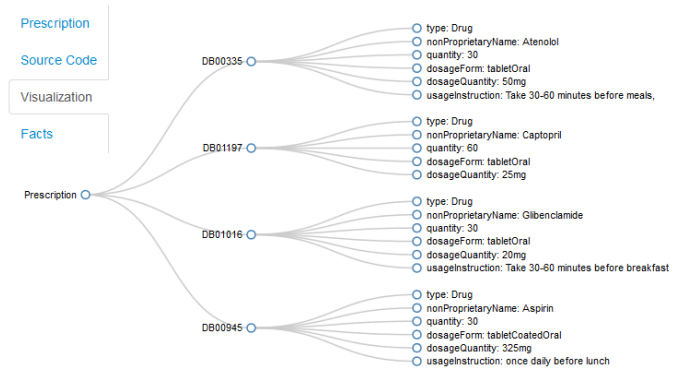 Prescription
Source Code
Visualization
Facts
Prescription
DB00335
type: Drug
nonProprietaryName: Atenolol
quantity: 30
dosageForm: tabletOral
dosageQuantity: 50mg
usageInstruction: Take 30-60 minutes before meals,
DB01197
type: Drug
nonProprietaryName: Captopril
quantity: 60
dosageForm: tabletOral
dosageQuantity: 25mg
DB01016
type: Drug
nonProprietaryName: Glibenclamide
quantity: 30
dosageForm: tabletOral
dosageQuantity: 20mg
usageInstruction: Take 30-60 minutes before breakfast
DB00945
type: Drug
nonProprietaryName: Aspirin
quantity: 30
dosageForm: tabletCoatedOral
dosageQuantity: 325mg
usageInstruction: once daily before lunch